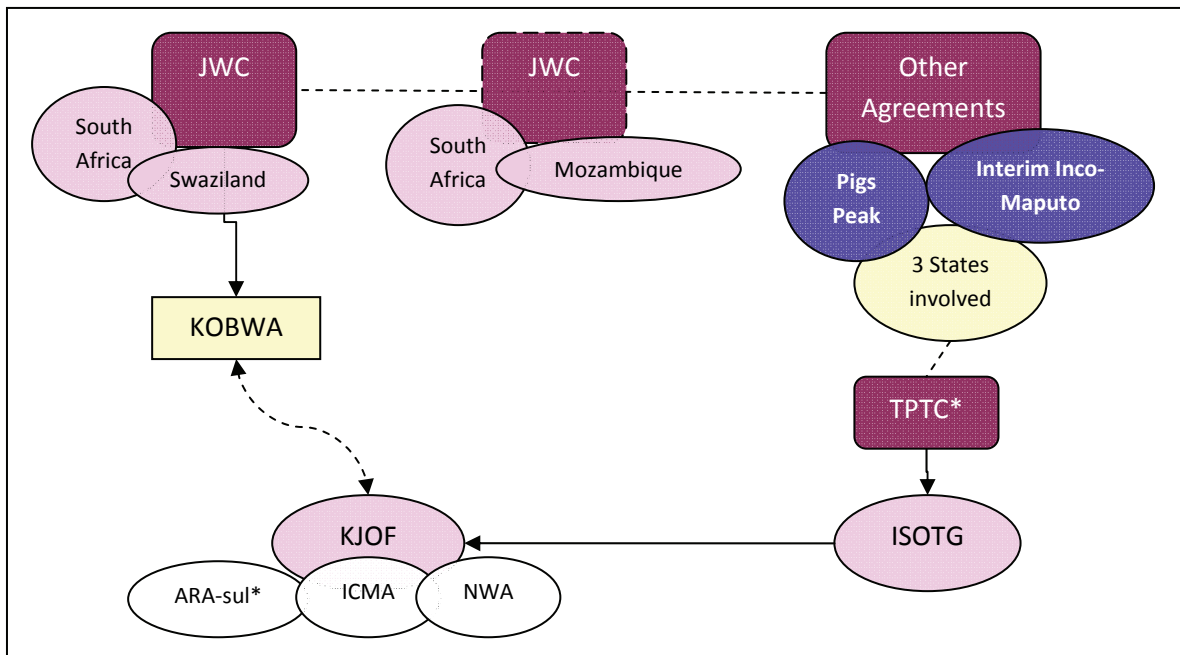 JWC
South
Africa
Swaziland
JWC
South
Africa
Mozambique
Other
Agreements
Pigs
Peak
Interim Inco-
Maputo
3 States
involved
KOBWA
TPTC*
KJOF
ISOTG
ARA-sul*
ICMA
NWA